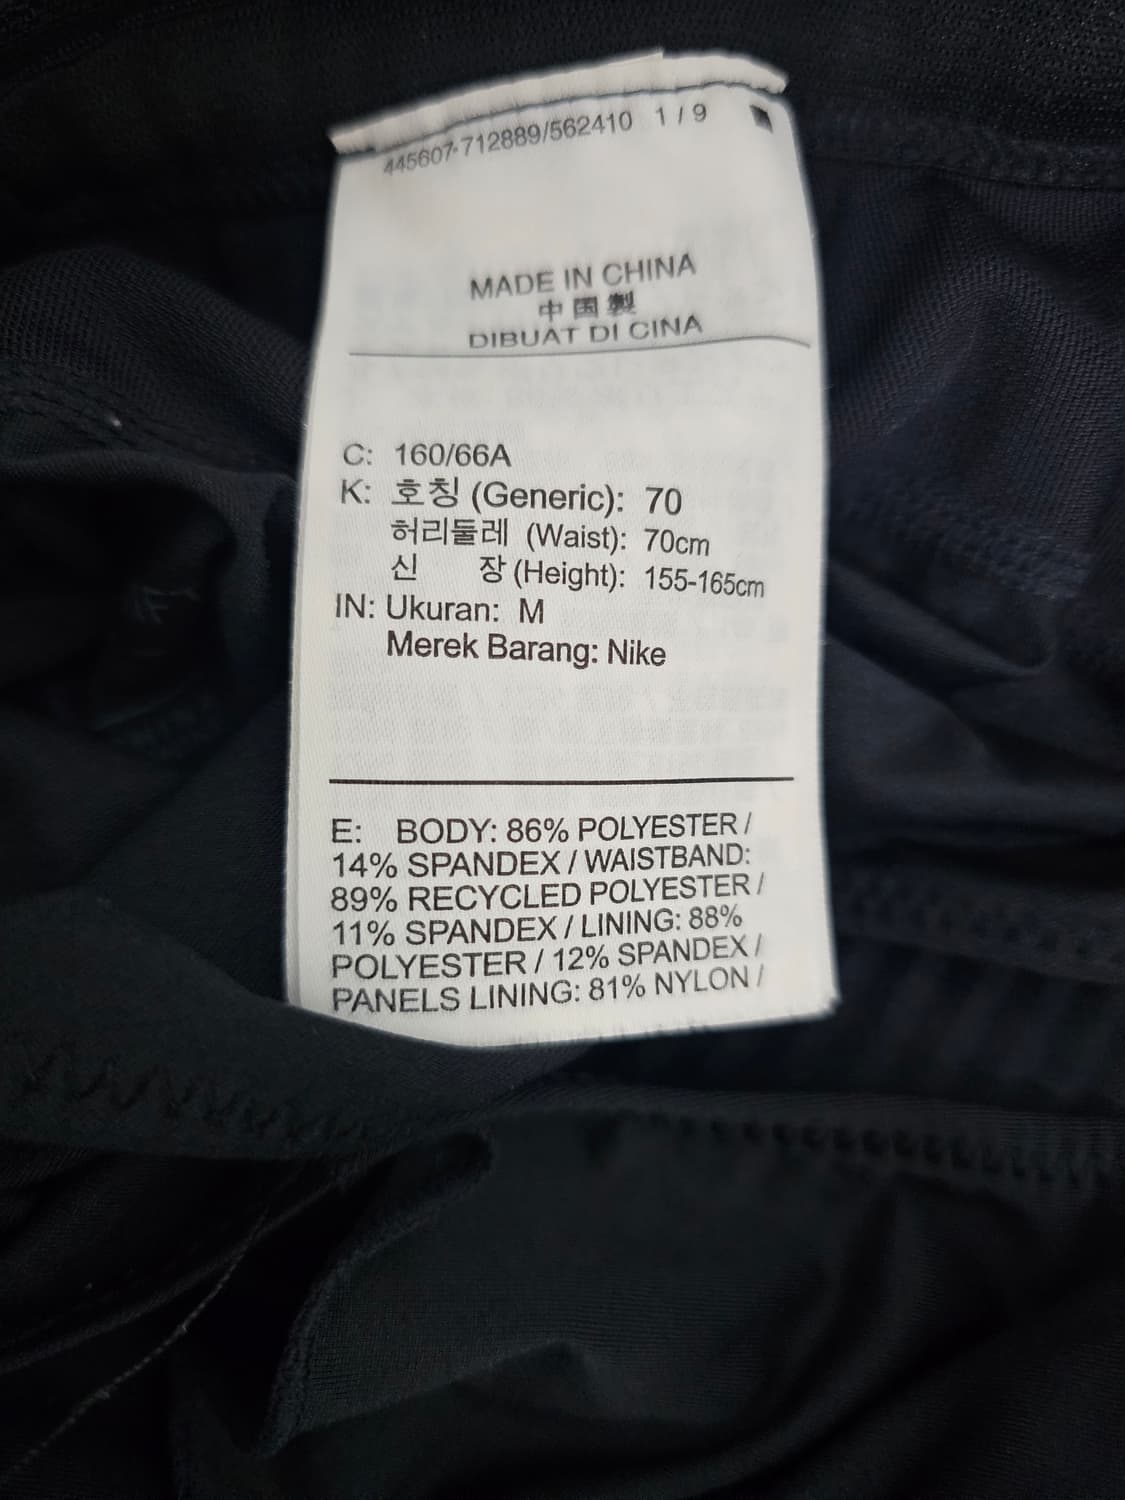 445607-712889/562410 1 / 9
MADE IN CHINA
中国製
DIBUAT DI CINA
C: 160/66A
K: 호칭 (Generic): 70
허리둘레 (Waist): 70cm
신 장 (Height): 155-165cm
IN: Ukuran: M
Merek Barang: Nike
E: BODY: 86% POLYESTER /
14% SPANDEX / WAISTBAND:
89% RECYCLED POLYESTER /
11% SPANDEX / LINING: 88%
POLYESTER / 12% SPANDEX /
PANELS LINING: 81% NYLON /